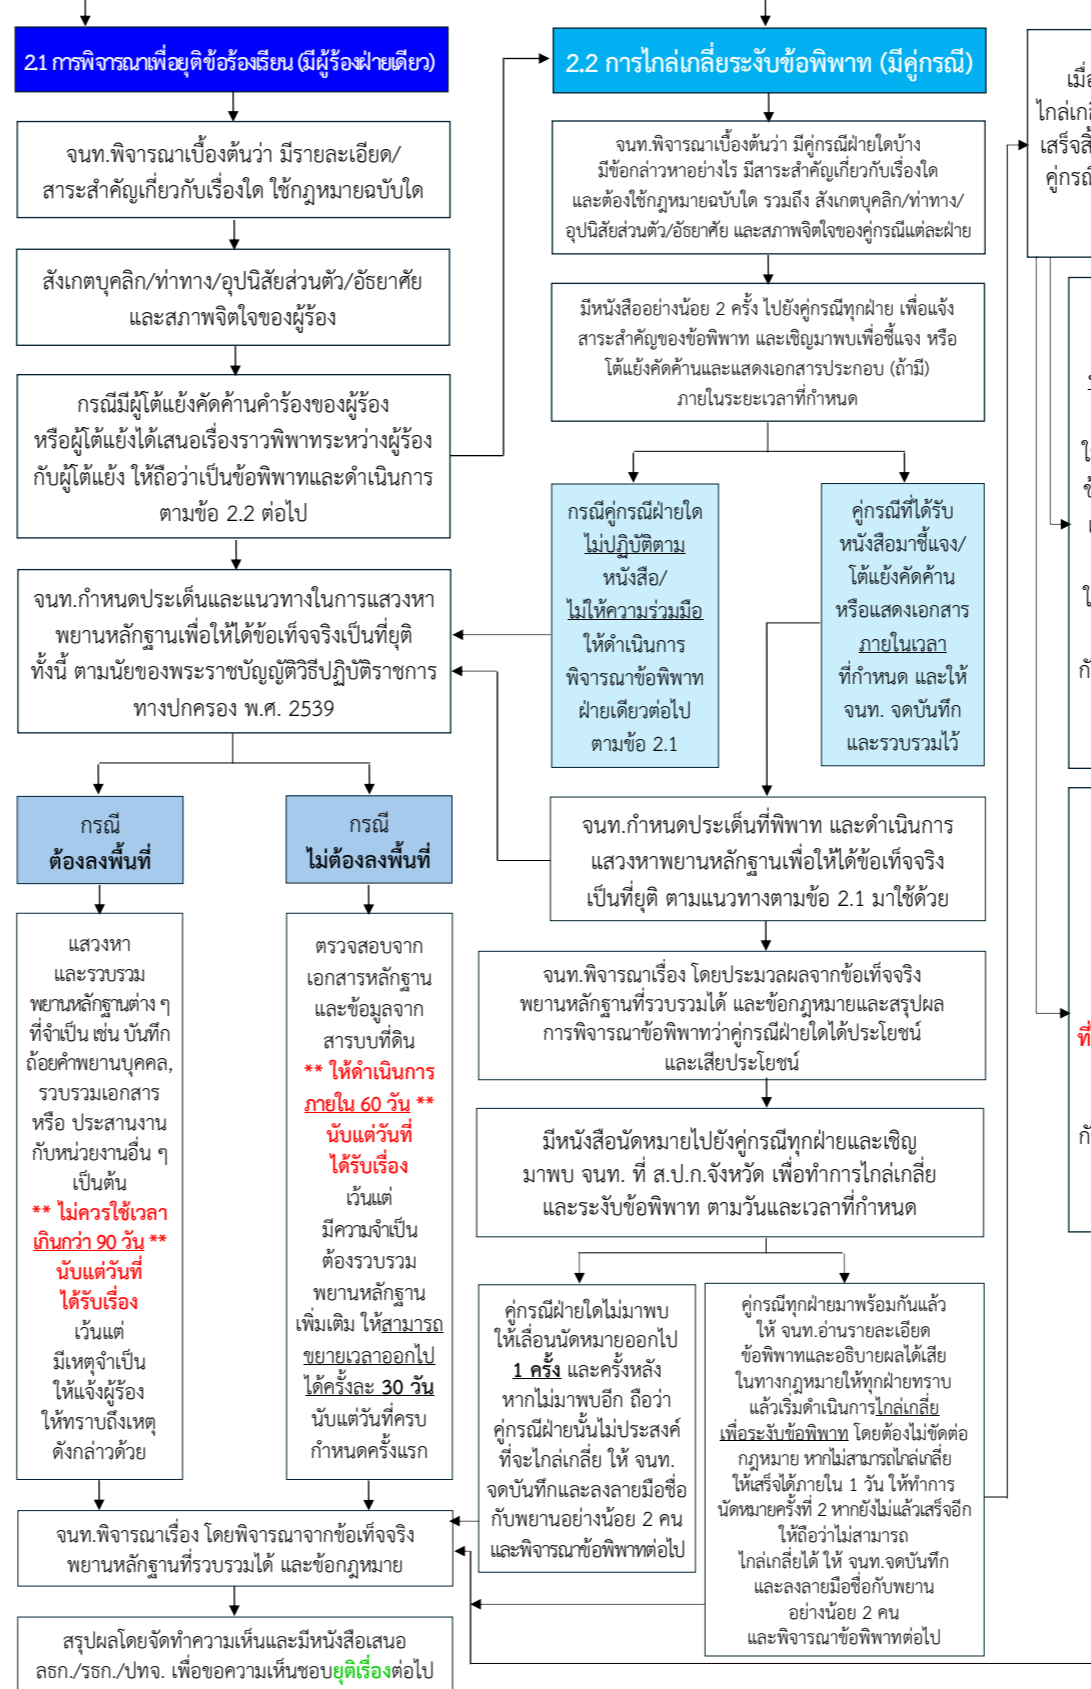 2.1 การพิจารณาเพื่อยุติข้อร้องเรียน (มีผู้ร้องฝ่ายเดียว)
จนท.พิจารณาเบื้องต้นว่า มีรายละเอียด/
สาระสำคัญเกี่ยวกับเรื่องใด ใช้กฎหมายฉบับใด
สังเกตบุคลิก/ท่าทาง/อุปนิสัยส่วนตัว/อัธยาศัย
และสภาพจิตใจของผู้ร้อง
กรณีมีผู้โต้แย้งคัดค้านคำร้องของผู้ร้อง
หรือผู้โต้แย้งได้เสนอเรื่องราวพิพาทระหว่างผู้ร้อง
กับผู้โต้แย้ง ให้ถือว่าเป็นข้อพิพาทและดำเนินการ
ตามข้อ 2.2 ต่อไป
จนท.กำหนดประเด็นและแนวทางในการแสวงหา
พยานหลักฐานเพื่อให้ได้ข้อเท็จจริงเป็นที่ยุติ
ทั้งนี้ ตามนัยของพระราชบัญญัติวิธีปฏิบัติราชการ
ทางปกครอง พ.ศ. 2539
กรณี
ต้องลงพื้นที่
แสวงหา
และรวบรวม
พยานหลักฐานต่าง ๆ
ที่จำเป็น เช่น บันทึก
ถ้อยคำพยานบุคคล,
รวบรวมเอกสาร
หรือ ประสานงาน
กับหน่วยงานอื่น ๆ
เป็นต้น
** ไม่ควรใช้เวลา
เกินกว่า 90 วัน **
นับแต่วันที่
ได้รับเรื่อง
เว้นแต่
มีเหตุจำเป็น
ให้แจ้งผู้ร้อง
ให้ทราบถึงเหตุ
ดังกล่าวด้วย
กรณี
ไม่ต้องลงพื้นที่
ตรวจสอบจาก
เอกสารหลักฐาน
และข้อมูลจาก
สารบบที่ดิน
** ให้ดำเนินการ
ภายใน 60 วัน **
นับแต่วันที่
ได้รับเรื่อง
เว้นแต่
มีความจำเป็น
ต้องรวบรวม
พยานหลักฐาน
เพิ่มเติม ให้สามารถ
ขยายเวลาออกไป
ได้ครั้งละ 30 วัน
นับแต่วันที่ครบ
กำหนดครั้งแรก
จนท.พิจารณาเรื่อง โดยพิจารณาจากข้อเท็จจริง
พยานหลักฐานที่รวบรวมได้ และข้อกฎหมาย
สรุปผลโดยจัดทำความเห็นและมีหนังสือเสนอ
ลธก./รธก./ปทจ. เพื่อขอความเห็นชอบยุติเรื่องต่อไป
2.2 การไกล่เกลี่ยระงับข้อพิพาท (มีคู่กรณี)
จนท.พิจารณาเบื้องต้นว่า มีคู่กรณีฝ่ายใดบ้าง
มีข้อกล่าวหาอย่างไร มีสาระสำคัญเกี่ยวกับเรื่องใด
และต้องใช้กฎหมายฉบับใด รวมถึง สังเกตบุคลิก/ท่าทาง/
อุปนิสัยส่วนตัว/อัธยาศัย และสภาพจิตใจของคู่กรณีแต่ละฝ่าย
มีหนังสืออย่างน้อย 2 ครั้ง ไปยังคู่กรณีทุกฝ่าย เพื่อแจ้ง
สาระสำคัญของข้อพิพาท และเชิญมาพบเพื่อชี้แจง หรือ
โต้แย้งคัดค้านและแสดงเอกสารประกอบ (ถ้ามี)
ภายในระยะเวลาที่กำหนด
กรณีคู่กรณีฝ่ายใด
ไม่ปฏิบัติตาม
หนังสือ/
ไม่ให้ความร่วมมือ
ให้ดำเนินการ
พิจารณาข้อพิพาท
ฝ่ายเดียวต่อไป
ตามข้อ 2.1
คู่กรณีที่ได้รับ
หนังสือมาชี้แจง/
โต้แย้งคัดค้าน
หรือแสดงเอกสาร
ภายในเวลา
ที่กำหนด และให้
จนท. จดบันทึก
และรวบรวมไว้
จนท.กำหนดประเด็นที่พิพาท และดำเนินการ
แสวงหาพยานหลักฐานเพื่อให้ได้ข้อเท็จจริง
เป็นที่ยุติ ตามแนวทางตามข้อ 2.1 มาใช้ด้วย
จนท.พิจารณาเรื่อง โดยประมวลผลจากข้อเท็จจริง
พยานหลักฐานที่รวบรวมได้ และข้อกฎหมายและสรุปผล
การพิจารณาข้อพิพาทว่าคู่กรณีฝ่ายใดได้ประโยชน์
และเสียประโยชน์
มีหนังสือนัดหมายไปยังคู่กรณีทุกฝ่ายและเชิญ
มาพบ จนท. ที่ ส.ป.ก.จังหวัด เพื่อทำการไกล่เกลี่ย
และระงับข้อพิพาท ตามวันและเวลาที่กำหนด
คู่กรณีฝ่ายใดไม่มาพบ
ให้เลื่อนนัดหมายออกไป
1 ครั้ง และครั้งหลัง
หากไม่มาพบอีก ถือว่า
คู่กรณีฝ่ายนั้นไม่ประสงค์
ที่จะไกล่เกลี่ย ให้ จนท.
จดบันทึกและลงลายมือชื่อ
กับพยานอย่างน้อย 2 คน
และพิจารณาข้อพิพาทต่อไป
คู่กรณีทุกฝ่ายมาพร้อมกันแล้ว
ให้ จนท.อ่านรายละเอียด
ข้อพิพาทและอธิบายผลได้เสีย
ในทางกฎหมายให้ทุกฝ่ายทราบ
แล้วเริ่มดำเนินการไกล่เกลี่ย
เพื่อระงับข้อพิพาท โดยต้องไม่ขัดต่อ
กฎหมาย หากไม่สามารถไกล่เกลี่ย
ให้เสร็จได้ภายใน 1 วัน ให้ทำการ
นัดหมายครั้งที่ 2 หากยังไม่แล้วเสร็จอีก
ให้ถือว่าไม่สามารถ
ไกล่เกลี่ยได้ ให้ จนท.จดบันทึก
และลงลายมือชื่อกับพยาน
อย่างน้อย 2 คน
และพิจารณาข้อพิพาทต่อไป